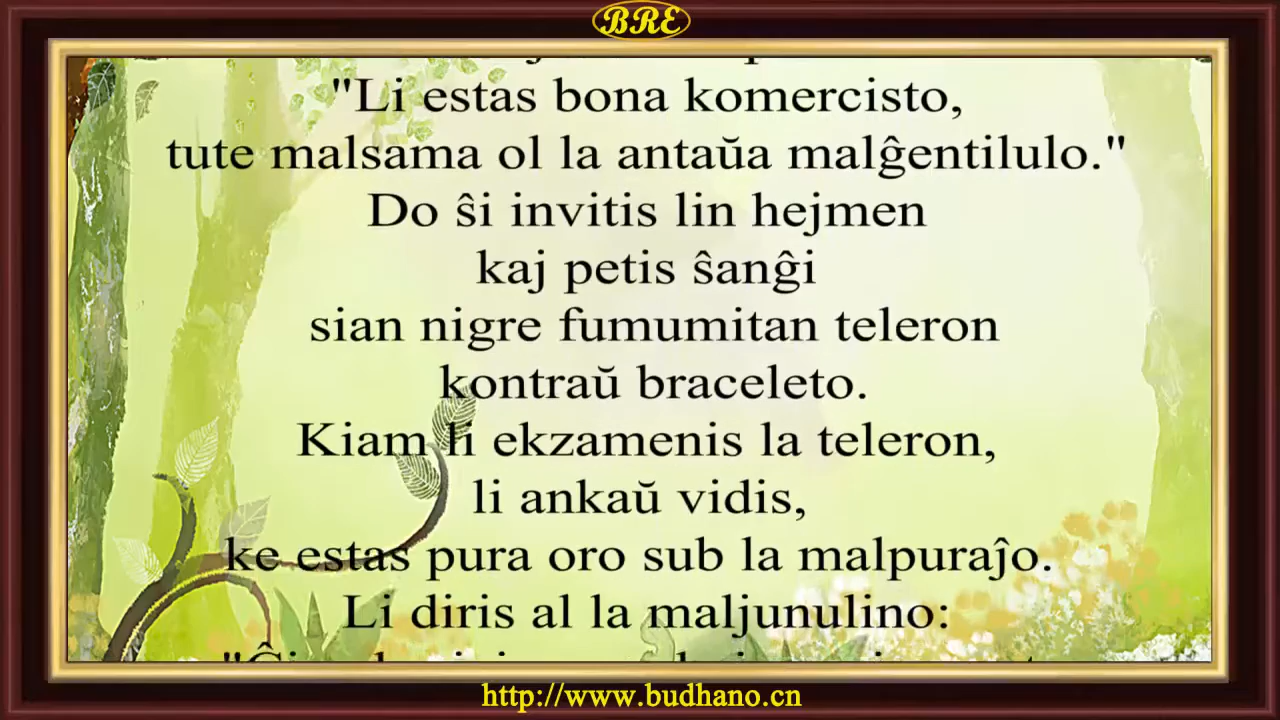 BRE
"Li estas bona komercisto,
tute malsama ol la antaŭa malĝentilulo."
Do ŝi invitis lin hejmen
kaj petis ŝanĝi
sian nigre fumumitan teleron
kontraŭ braceleto.
Kiam li ekzamenis la teleron,
li ankaŭ vidis,
ke estas pura oro sub la malpuraĵo.
Li diris al la maljunulino:
http://www.budhano.cn